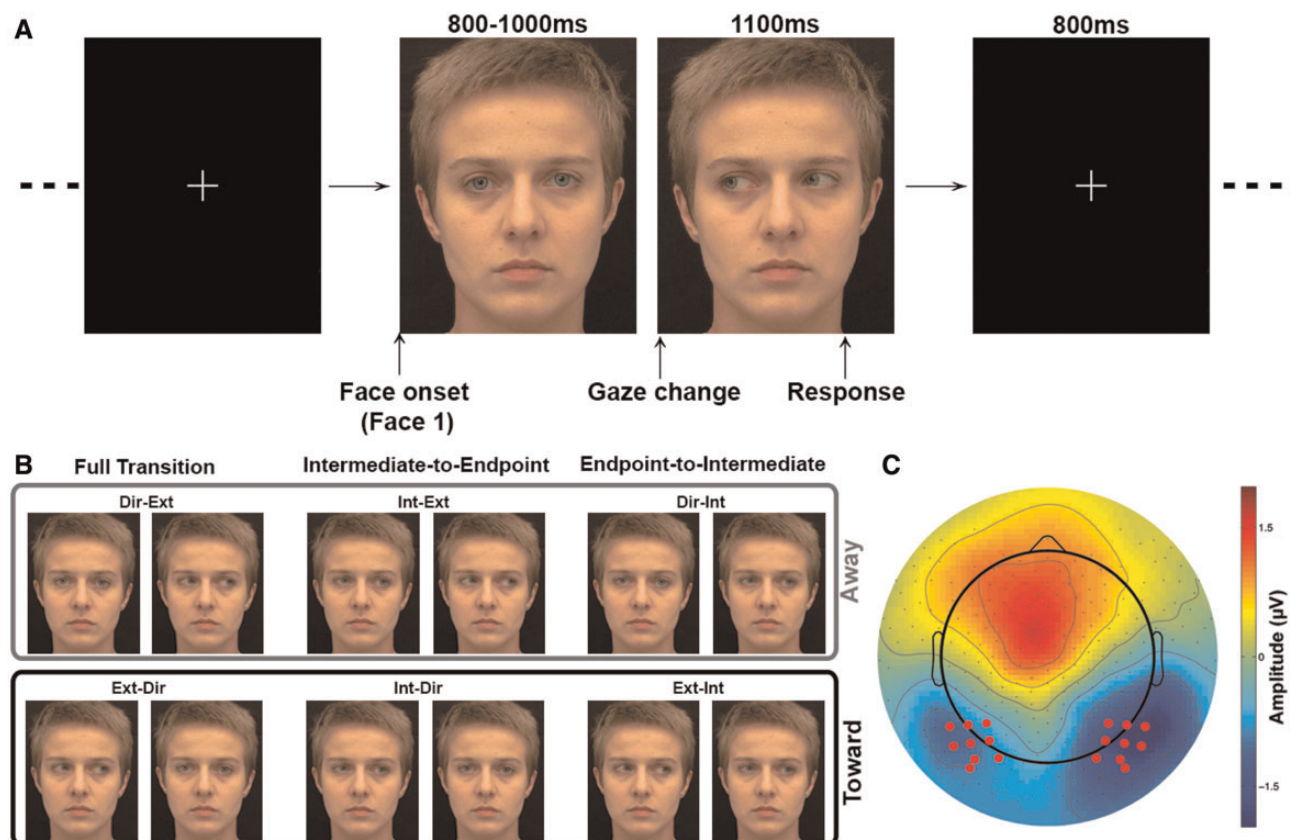 A
800-1000ms
1100ms
800ms
Face onset
(Face 1)
Gaze change
Response
B
Full Transition
Intermediate-to-Endpoint
Endpoint-to-Intermediate
Dir-Ext
Int-Ext
Dir-Int
Away
Ext-Dir
Int-Dir
Ext-Int
Toward
C
1.5
0
−1.5
Amplitude (µV)